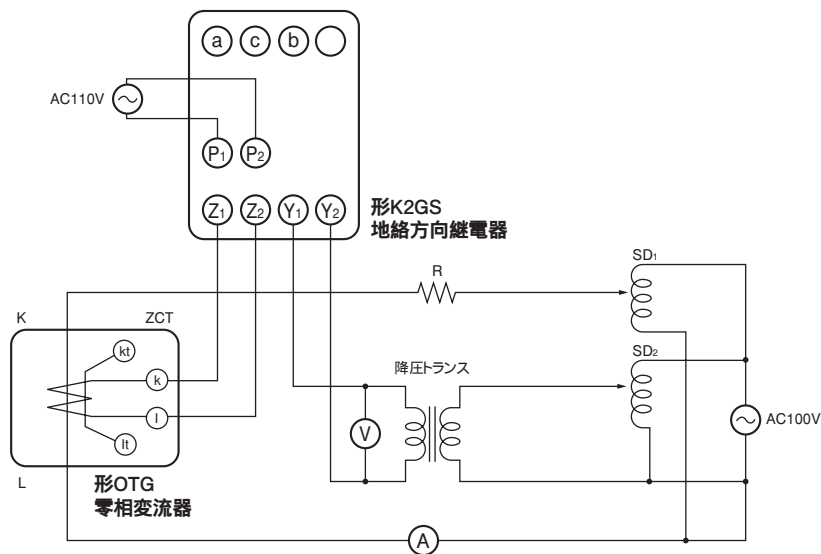 a c b
AC110V
P1 P2
Z1 Z2 Y1 Y2
形K2GS
地絡方向継電器
SD1
R
K ZCT
kt
SD2
降圧トランス
k
l
V
AC100V
lt
L
形OTG
零相変流器
A